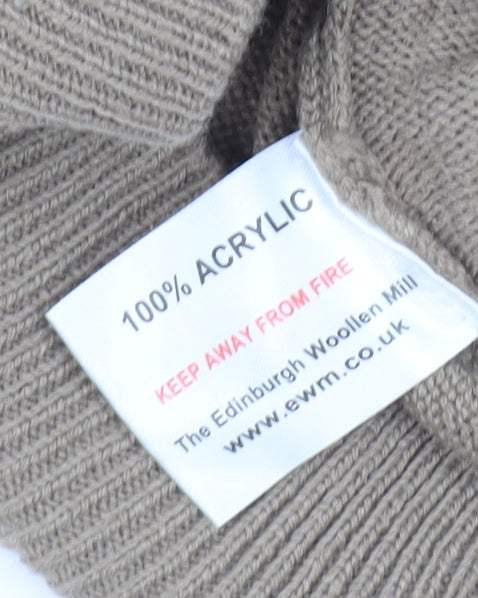 100% ACRYLIC
KEEP AWAY FROM FIRE
The Edinburgh Woollen Mill
www.ewm.co.uk